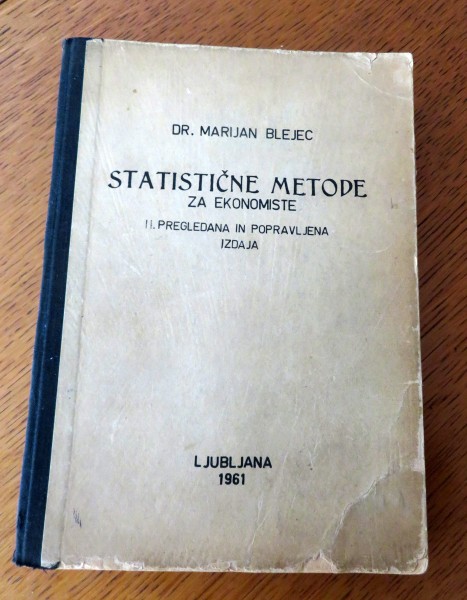 DR. MARIJAN BLEJEC
STATISTIČNE METODE
ZA EKONOMISTE
II. PREGLEDANA IN POPRAVLJENA
IZDAJA
LJUBLJANA
1961